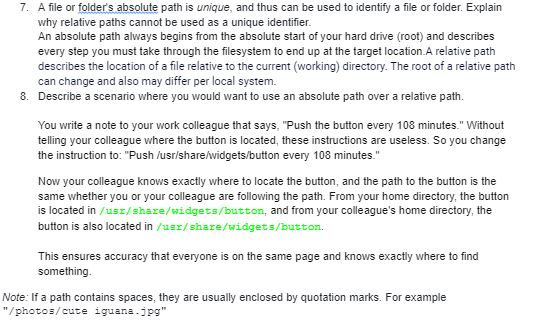 7. A file or folder's absolute path is unique, and thus can be used to identify a file or folder. Explain
why relative paths cannot be used as a unique identifier.
An absolute path always begins from the absolute start of your hard drive (root) and describes
every step you must take through the filesystem to end up at the target location.A relative path
describes the location of a file relative to the current (working) directory. The root of a relative path
can change and also may differ per local system.
8. Describe a scenario where you would want to use an absolute path over a relative path.
You write a note to your work colleague that says, "Push the button every 108 minutes." Without
telling your colleague where the button is located, these instructions are useless. So you change
the instruction to: "Push /usr/share/widgets/button every 108 minutes."
Now your colleague knows exactly where to locate the button, and the path to the button is the
same whether you or your colleague are following the path. From your home directory, the button
is located in /usr/share/widgets/button, and from your colleague's home directory, the
button is also located in /usr/share/widgets/button.
This ensures accuracy that everyone is on the same page and knows exactly where to find
something.
Note: If a path contains spaces, they are usually enclosed by quotation marks. For example
"/photos/cute iguana.jpg"